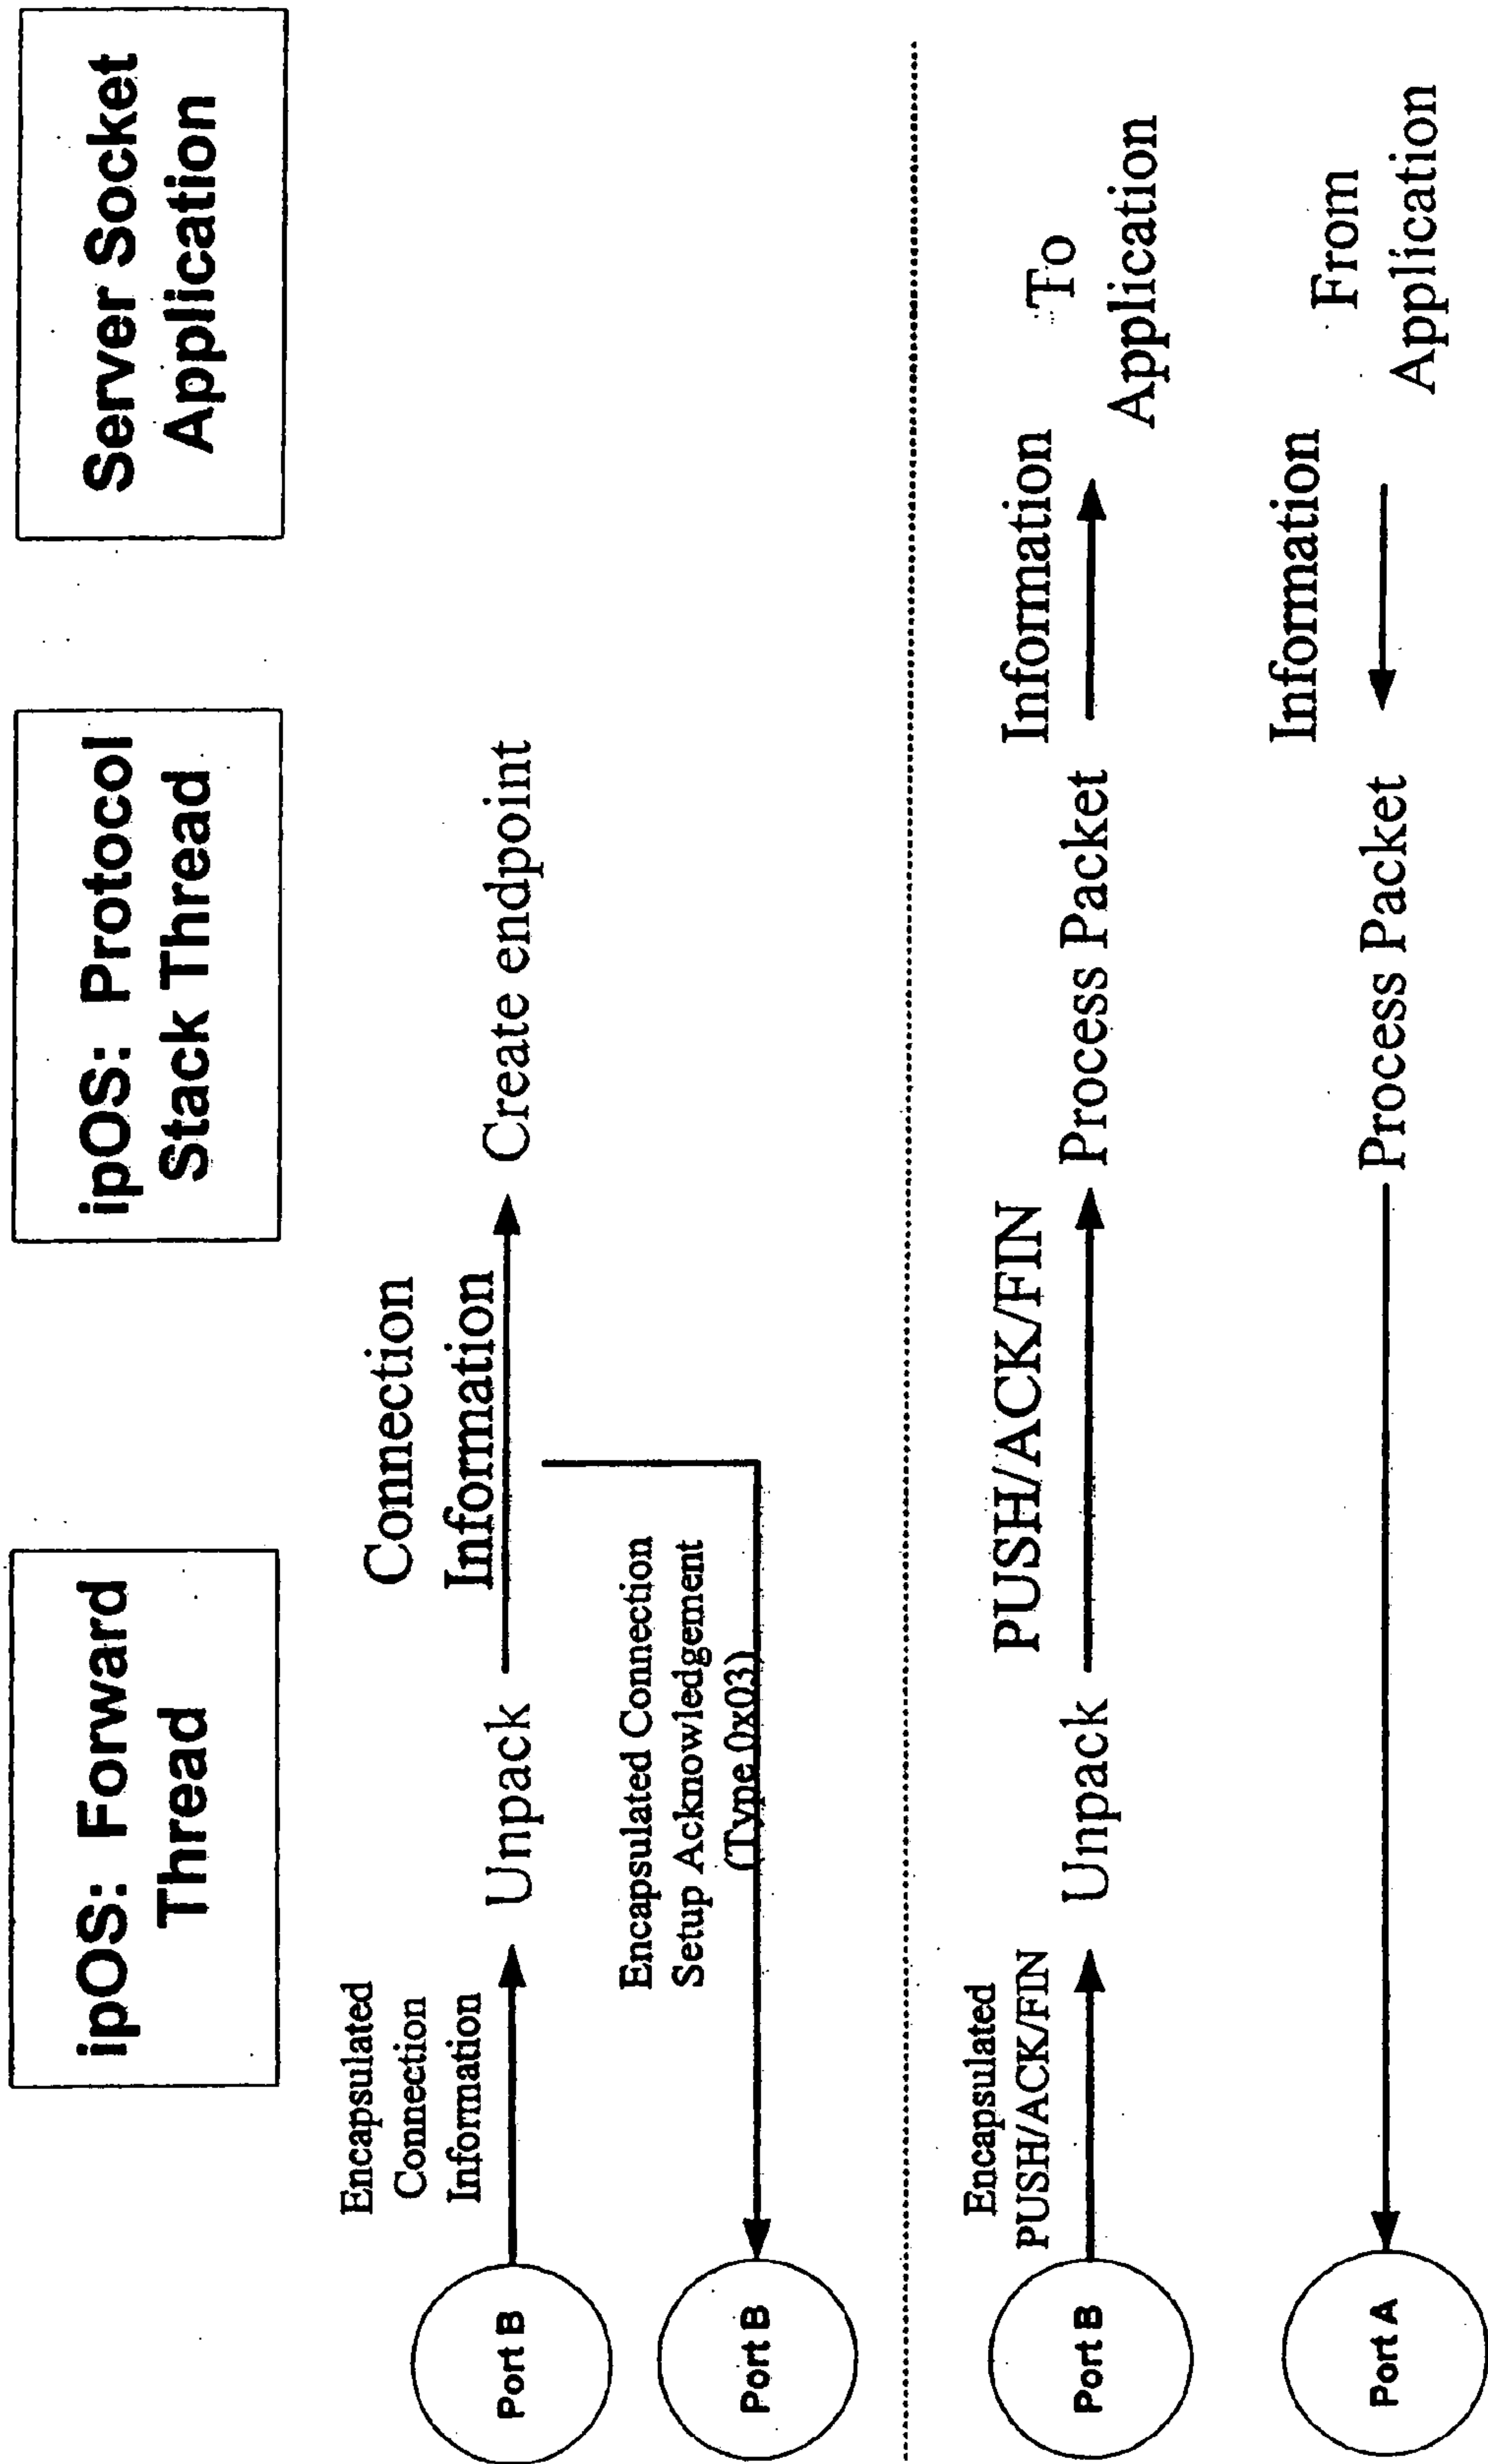 ipOS: Forward
Thread
ipOS: Protocol
Stack Thread
Server Socket
Application
Encapsulated
Connection
Information
Port B
Unpack
Connection
Information
Create endpoint
Encapsulated Connection
Setup Acknowledgement
(Type 0x03)
Port B
Encapsulated
PUSH/ACK/FIN
Port B
Unpack
PUSH/ACK/FIN
Process Packet
Information
To
Application
Port A
Process Packet
Information
From
Application